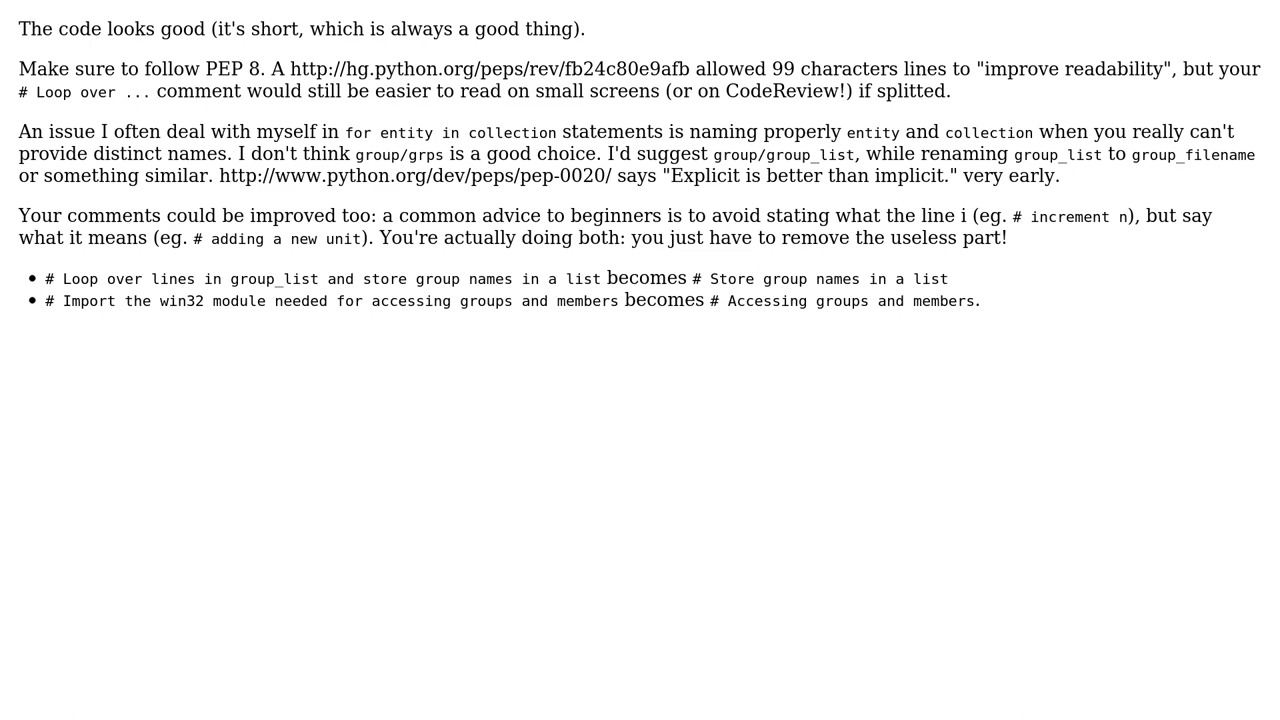 The code looks good (it's short, which is always a good thing).
Make sure to follow PEP 8. A http://hg.python.org/peps/rev/fb24c80e9afb allowed 99 characters lines to "improve readability", but your
# Loop over ... comment would still be easier to read on small screens (or on CodeReview!) if splitted.
An issue I often deal with myself in for entity in collection statements is naming properly entity and collection when you really can't
provide distinct names. I don't think group/grps is a good choice. I'd suggest group/group_list, while renaming group_list to group_filename
or something similar. http://www.python.org/dev/peps/pep-0020/ says "Explicit is better than implicit." very early.
Your comments could be improved too: a common advice to beginners is to avoid stating what the line i (eg. # increment n), but say
what it means (eg. # adding a new unit). You're actually doing both: you just have to remove the useless part!
• # Loop over lines in group_list and store group names in a list becomes # Store group names in a list
• # Import the win32 module needed for accessing groups and members becomes # Accessing groups and members.